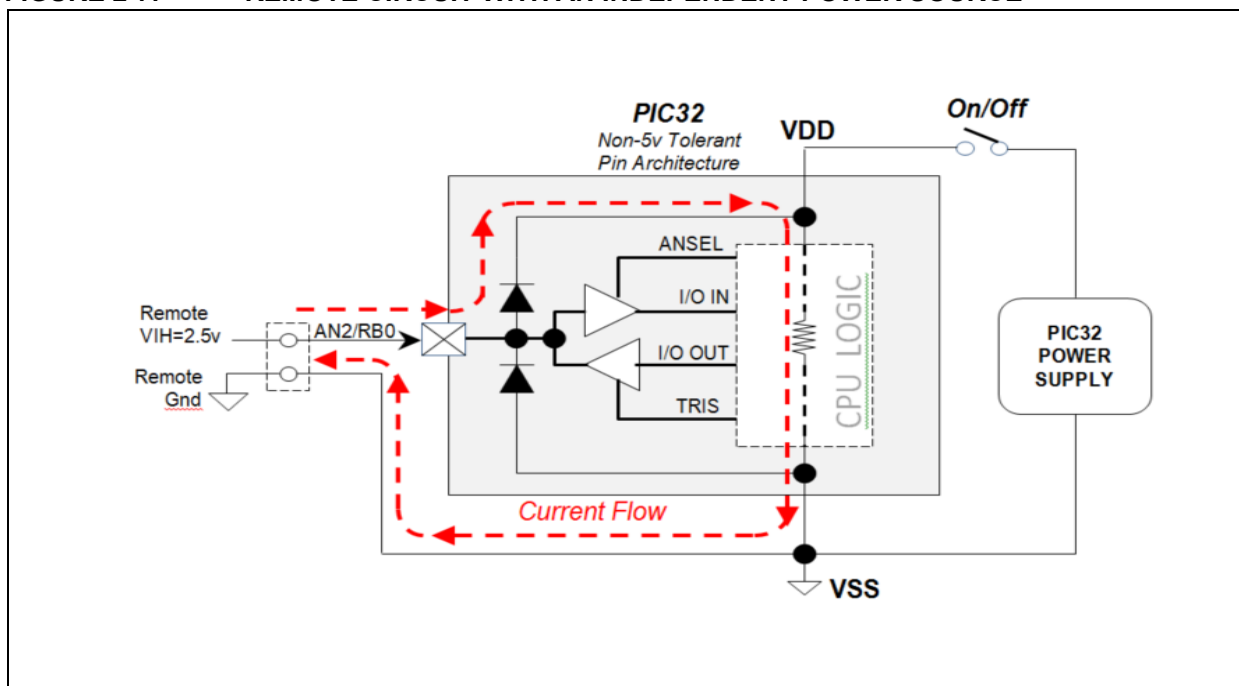 PIC32
Non-5v Tolerant
Pin Architecture
VDD
On/Off
ANSEL
I/O IN
I/O OUT
TRIS
CPU LOGIC
Remote
VIH=2.5v
AN2/RB0
Remote
Gnd
PIC32
POWER
SUPPLY
Current Flow
VSS